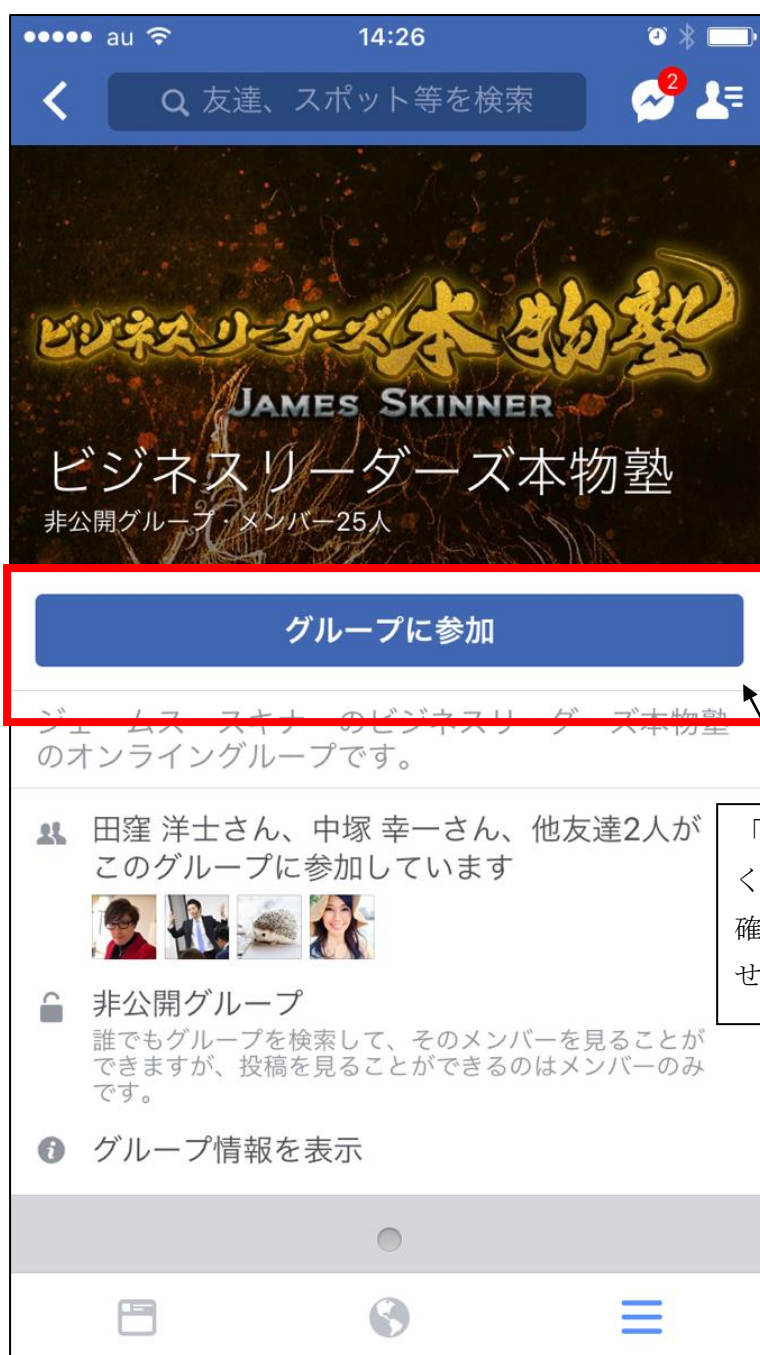 au 14:26
友達、スポット等を検索
2
ビジネスリーダーズ本物塾
JAMES SKINNER
ビジネスリーダーズ本物塾
非公開グループ・メンバー25人
グループに参加
ジェームス・スキナーのビジネスリーダーズ本物塾
のオンライングループです。
田窪 洋士さん、中塚 幸一さん、他友達2人が
このグループに参加しています
「
く
確
せ
非公開グループ
誰でもグループを検索して、そのメンバーを見ることが
できますが、投稿を見ることができるのはメンバーのみ
です。
グループ情報を表示